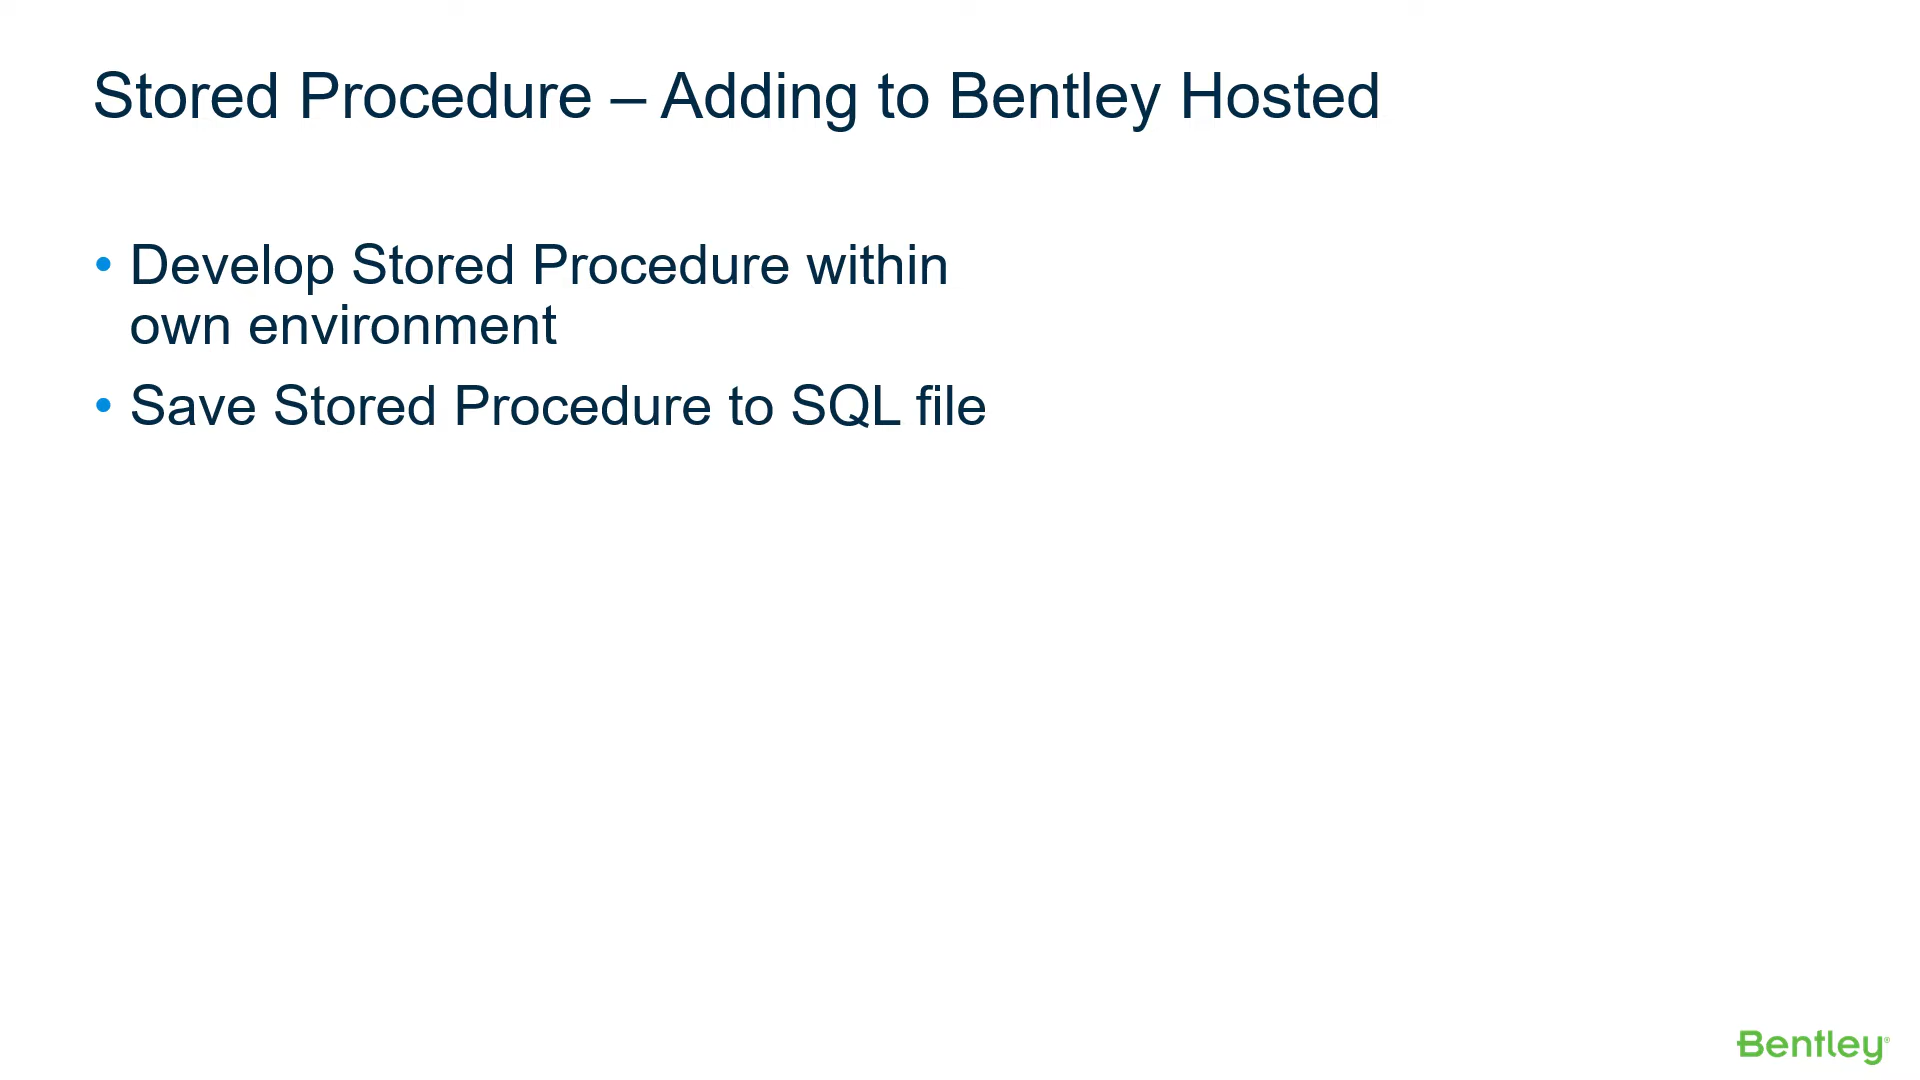 Stored Procedure – Adding to Bentley Hosted
• Develop Stored Procedure within
own environment
• Save Stored Procedure to SQL file
Bentley®